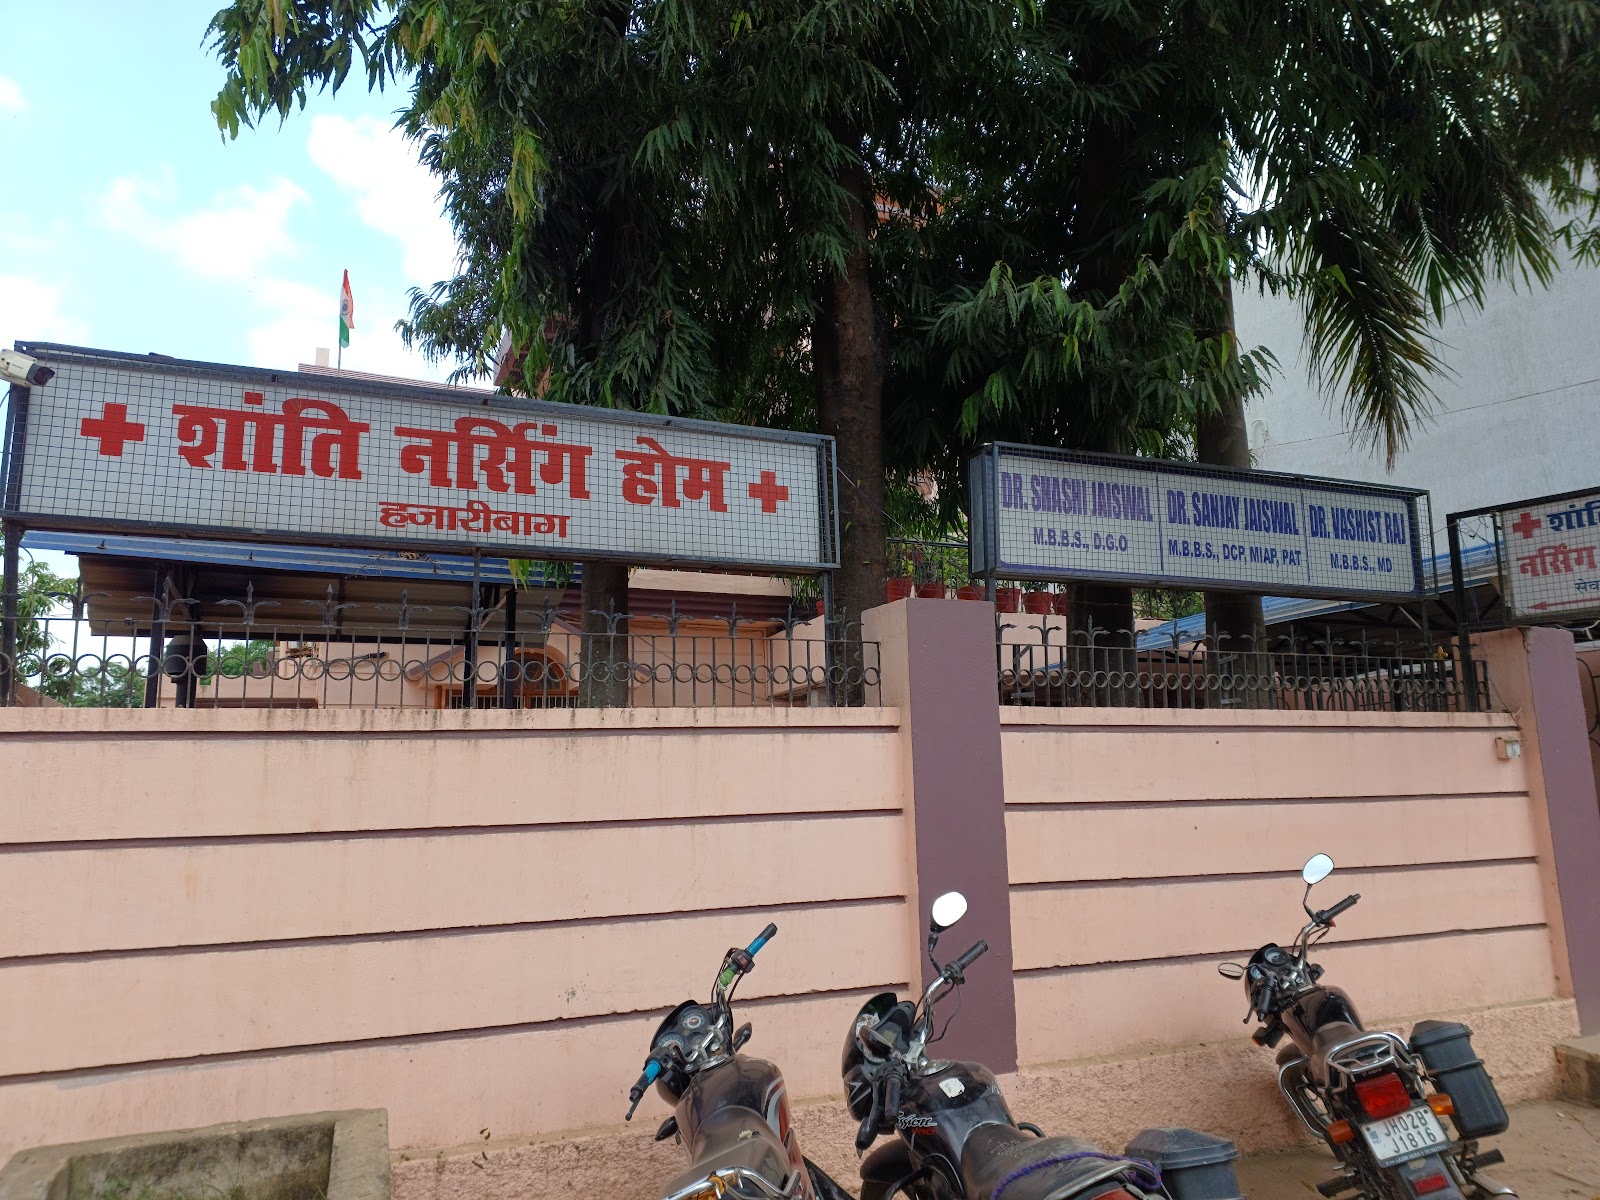 शांति नर्सिंग होम
हजारीबाग
DR. SHASHI JAISWAL
M.B.B.S., D.G.O
DR. SANJAY JAISWAL
M.B.B.S., DCP, MIAP, PAT
DR. VASHIST RAJ
M.B.B.S., MD
नर्सिंग
JH02B
J1816